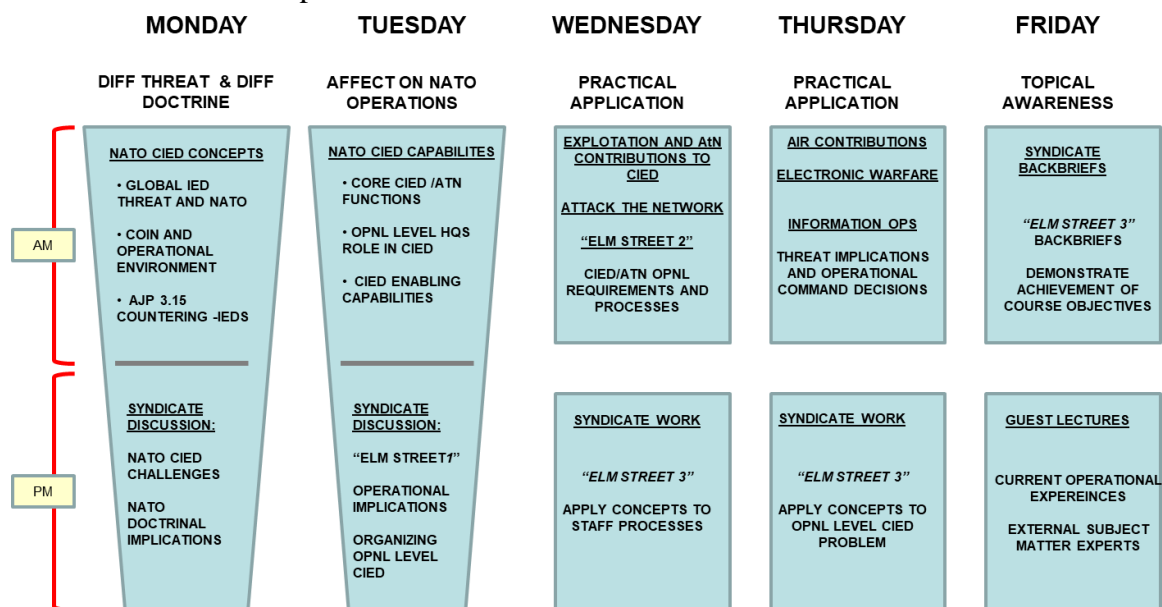 MONDAY
DIFF THREAT & DIFF
DOCTRINE
AM
NATO CIED CONCEPTS
• GLOBAL IED
THREAT AND NATO
• COIN AND
OPERATIONAL
ENVIRONMENT
• AJP 3.15
COUNTERING -IEDS
PM
SYNDICATE
DISCUSSION:
NATO CIED
CHALLENGES
NATO
DOCTRINAL
IMPLICATIONS
TUESDAY
AFFECT ON NATO
OPERATIONS
NATO CIED CAPABILITES
• CORE CIED /ATN
FUNCTIONS
• OPNL LEVEL HQS
ROLE IN CIED
• CIED ENABLING
CAPABILITIES
SYNDICATE
DISCUSSION:
“ELM STREET1”
OPERATIONAL
IMPLICATIONS
ORGANIZING
OPNL LEVEL
CIED
WEDNESDAY
PRACTICAL
APPLICATION
EXPLOTATION AND AtN
CONTRIBUTIONS TO
CIED
ATTACK THE NETWORK
“ELM STREET 2”
CIED/ATN OPNL
REQUIREMENTS AND
PROCESSES
SYNDICATE WORK
“ELM STREET 3”
APPLY CONCEPTS TO
STAFF PROCESSES
THURSDAY
PRACTICAL
APPLICATION
AIR CONTRIBUTIONS
ELECTRONIC WARFARE
INFORMATION OPS
THREAT IMPLICATIONS
AND OPERATIONAL
COMMAND DECISIONS
SYNDICATE WORK
“ELM STREET 3”
APPLY CONCEPTS TO
OPNL LEVEL CIED
PROBLEM
FRIDAY
TOPICAL
AWARENESS
SYNDICATE
BACKBRIEFS
“ELM STREET 3”
BACKBRIEFS
DEMONSTRATE
ACHIEVEMENT OF
COURSE OBJECTIVES
GUEST LECTURES
CURRENT OPERATIONAL
EXPEREINCES
EXTERNAL SUBJECT
MATTER EXPERTS